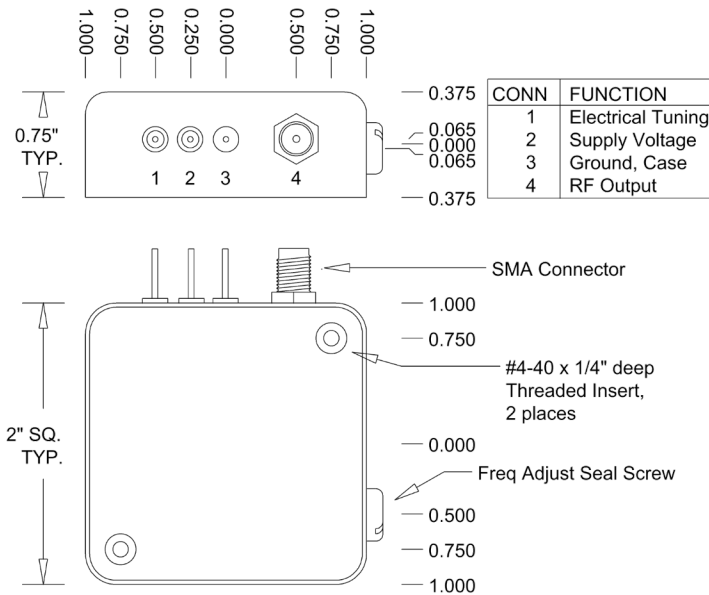 1.000
0.750
0.500
0.250
0.000
0.500
0.750
1.000
0.375
0.065
0.000
0.065
0.375
0.75"
TYP.
1
2
3
4
CONN FUNCTION
1 Electrical Tuning
2 Supply Voltage
3 Ground, Case
4 RF Output
SMA Connector
1.000
0.750
#4-40 x 1/4" deep
Threaded Insert,
2 places
2" SQ.
TYP.
0.000
Freq Adjust Seal Screw
0.500
0.750
1.000